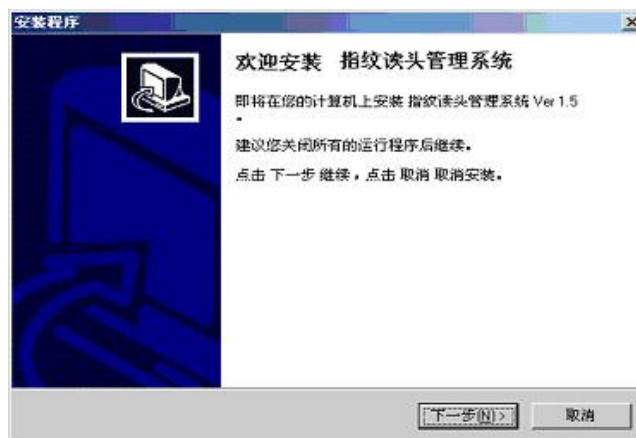 安装程序
欢迎安装 指纹读头管理系统
即将在您的计算机上安装 指纹读头管理系统 Ver 1.5
。
建议您关闭所有的运行程序后继续。
点击 下一步 继续，点击 取消 取消安装。
下一步(N) >
取消